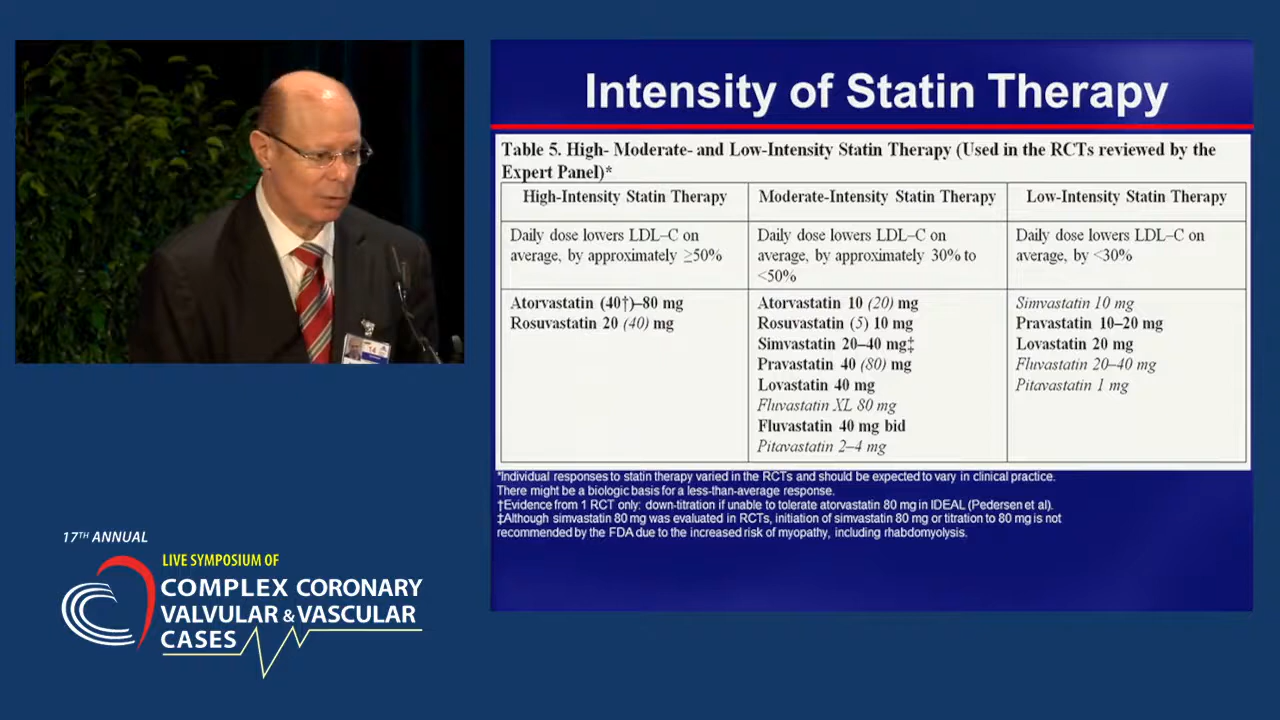 Intensity of Statin Therapy
Table 5. High- Moderate- and Low-Intensity Statin Therapy (Used in the RCTs reviewed by the
Expert Panel)*
High-Intensity Statin Therapy
Moderate-Intensity Statin Therapy
Low-Intensity Statin Therapy
Daily dose lowers LDL–C on
average, by approximately ≥50%
Daily dose lowers LDL–C on
average, by approximately 30% to
<50%
Daily dose lowers LDL–C on
average, by <30%
Atorvastatin (40†)–80 mg
Rosuvastatin 20 (40) mg
Atorvastatin 10 (20) mg
Rosuvastatin (5) 10 mg
Simvastatin 20–40 mg‡
Pravastatin 40 (80) mg
Lovastatin 40 mg
Fluvastatin XL 80 mg
Fluvastatin 40 mg bid
Pitavastatin 2–4 mg
Simvastatin 10 mg
Pravastatin 10–20 mg
Lovastatin 20 mg
Fluvastatin 20–40 mg
Pitavastatin 1 mg
*Individual responses to statin therapy varied in the RCTs and should be expected to vary in clinical practice.
There might be a biologic basis for a less-than-average response.
†Evidence from 1 RCT only: down-titration if unable to tolerate atorvastatin 80 mg in IDEAL (Pedersen et al).
‡Although simvastatin 80 mg was evaluated in RCTs, initiation of simvastatin 80 mg or titration to 80 mg is not
recommended by the FDA due to the increased risk of myopathy, including rhabdomyolysis.
17TH ANNUAL
LIVE SYMPOSIUM OF
COMPLEX CORONARY
VALVULAR & VASCULAR
CASES